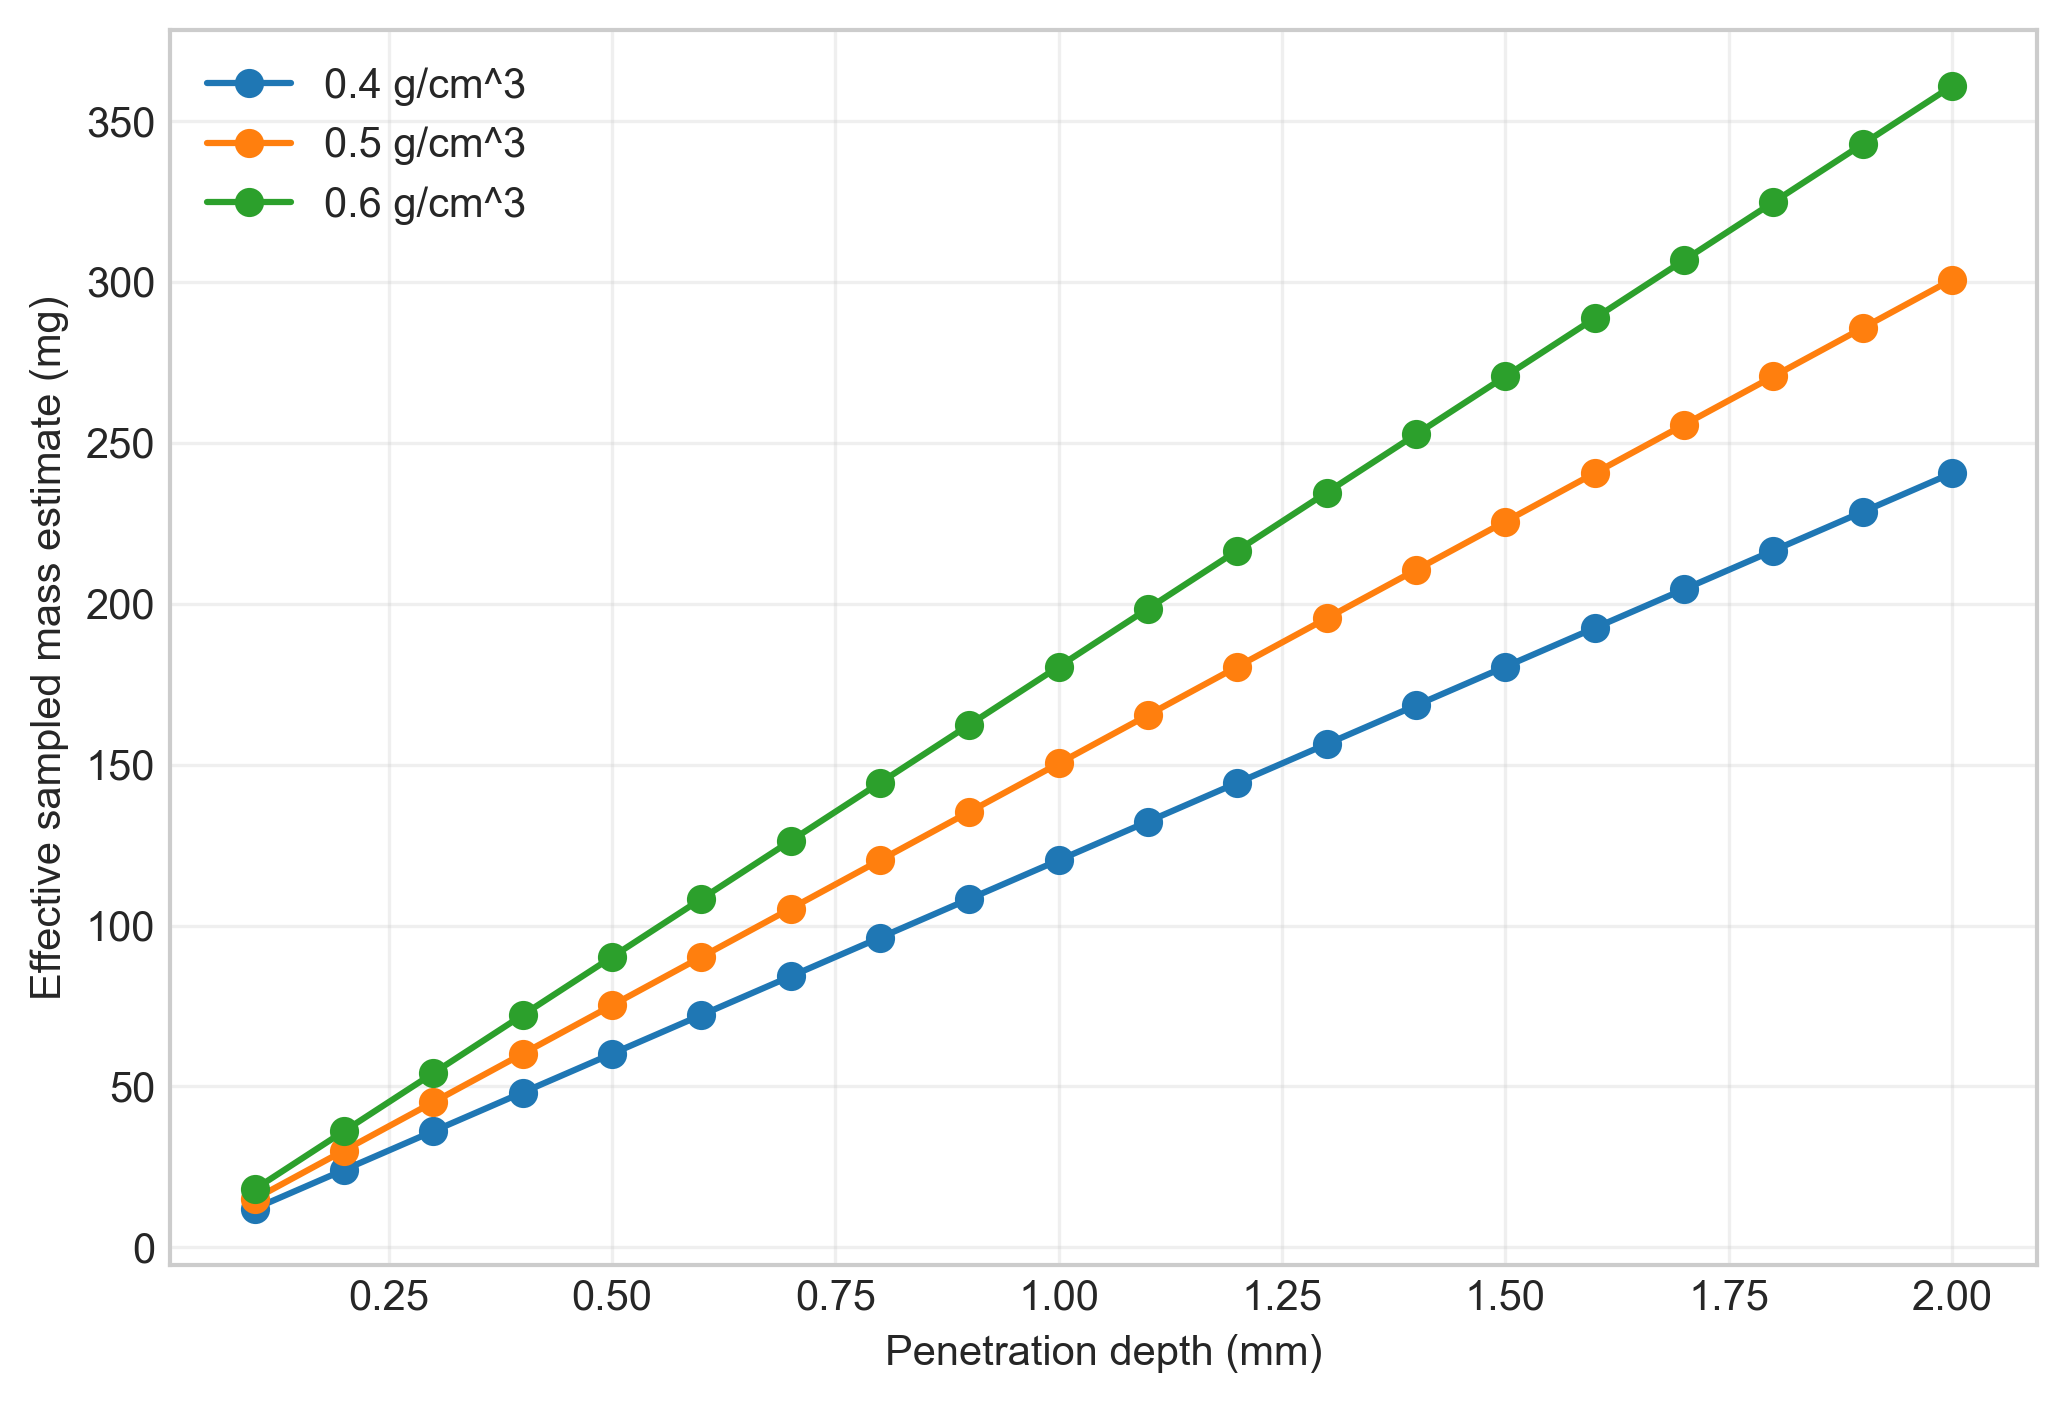 0.4 g/cm^3
0.5 g/cm^3
0.6 g/cm^3
350
300
250
200
150
100
50
0
Effective sampled mass estimate (mg)
0.25 0.50 0.75 1.00 1.25 1.50 1.75 2.00
Penetration depth (mm)